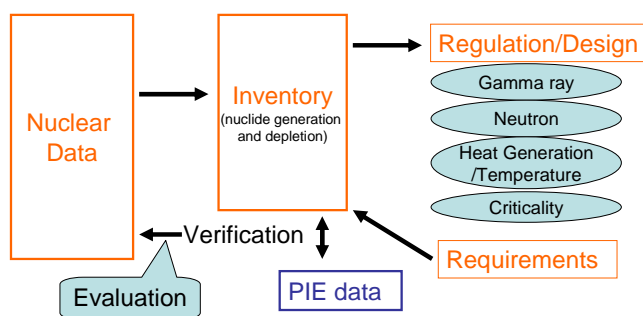 Nuclear
Data
Inventory
(nuclide generation
and depletion)
Regulation/Design
Gamma ray
Neutron
Heat Generation
/Temperature
Criticality
Verification
Evaluation
PIE data
Requirements